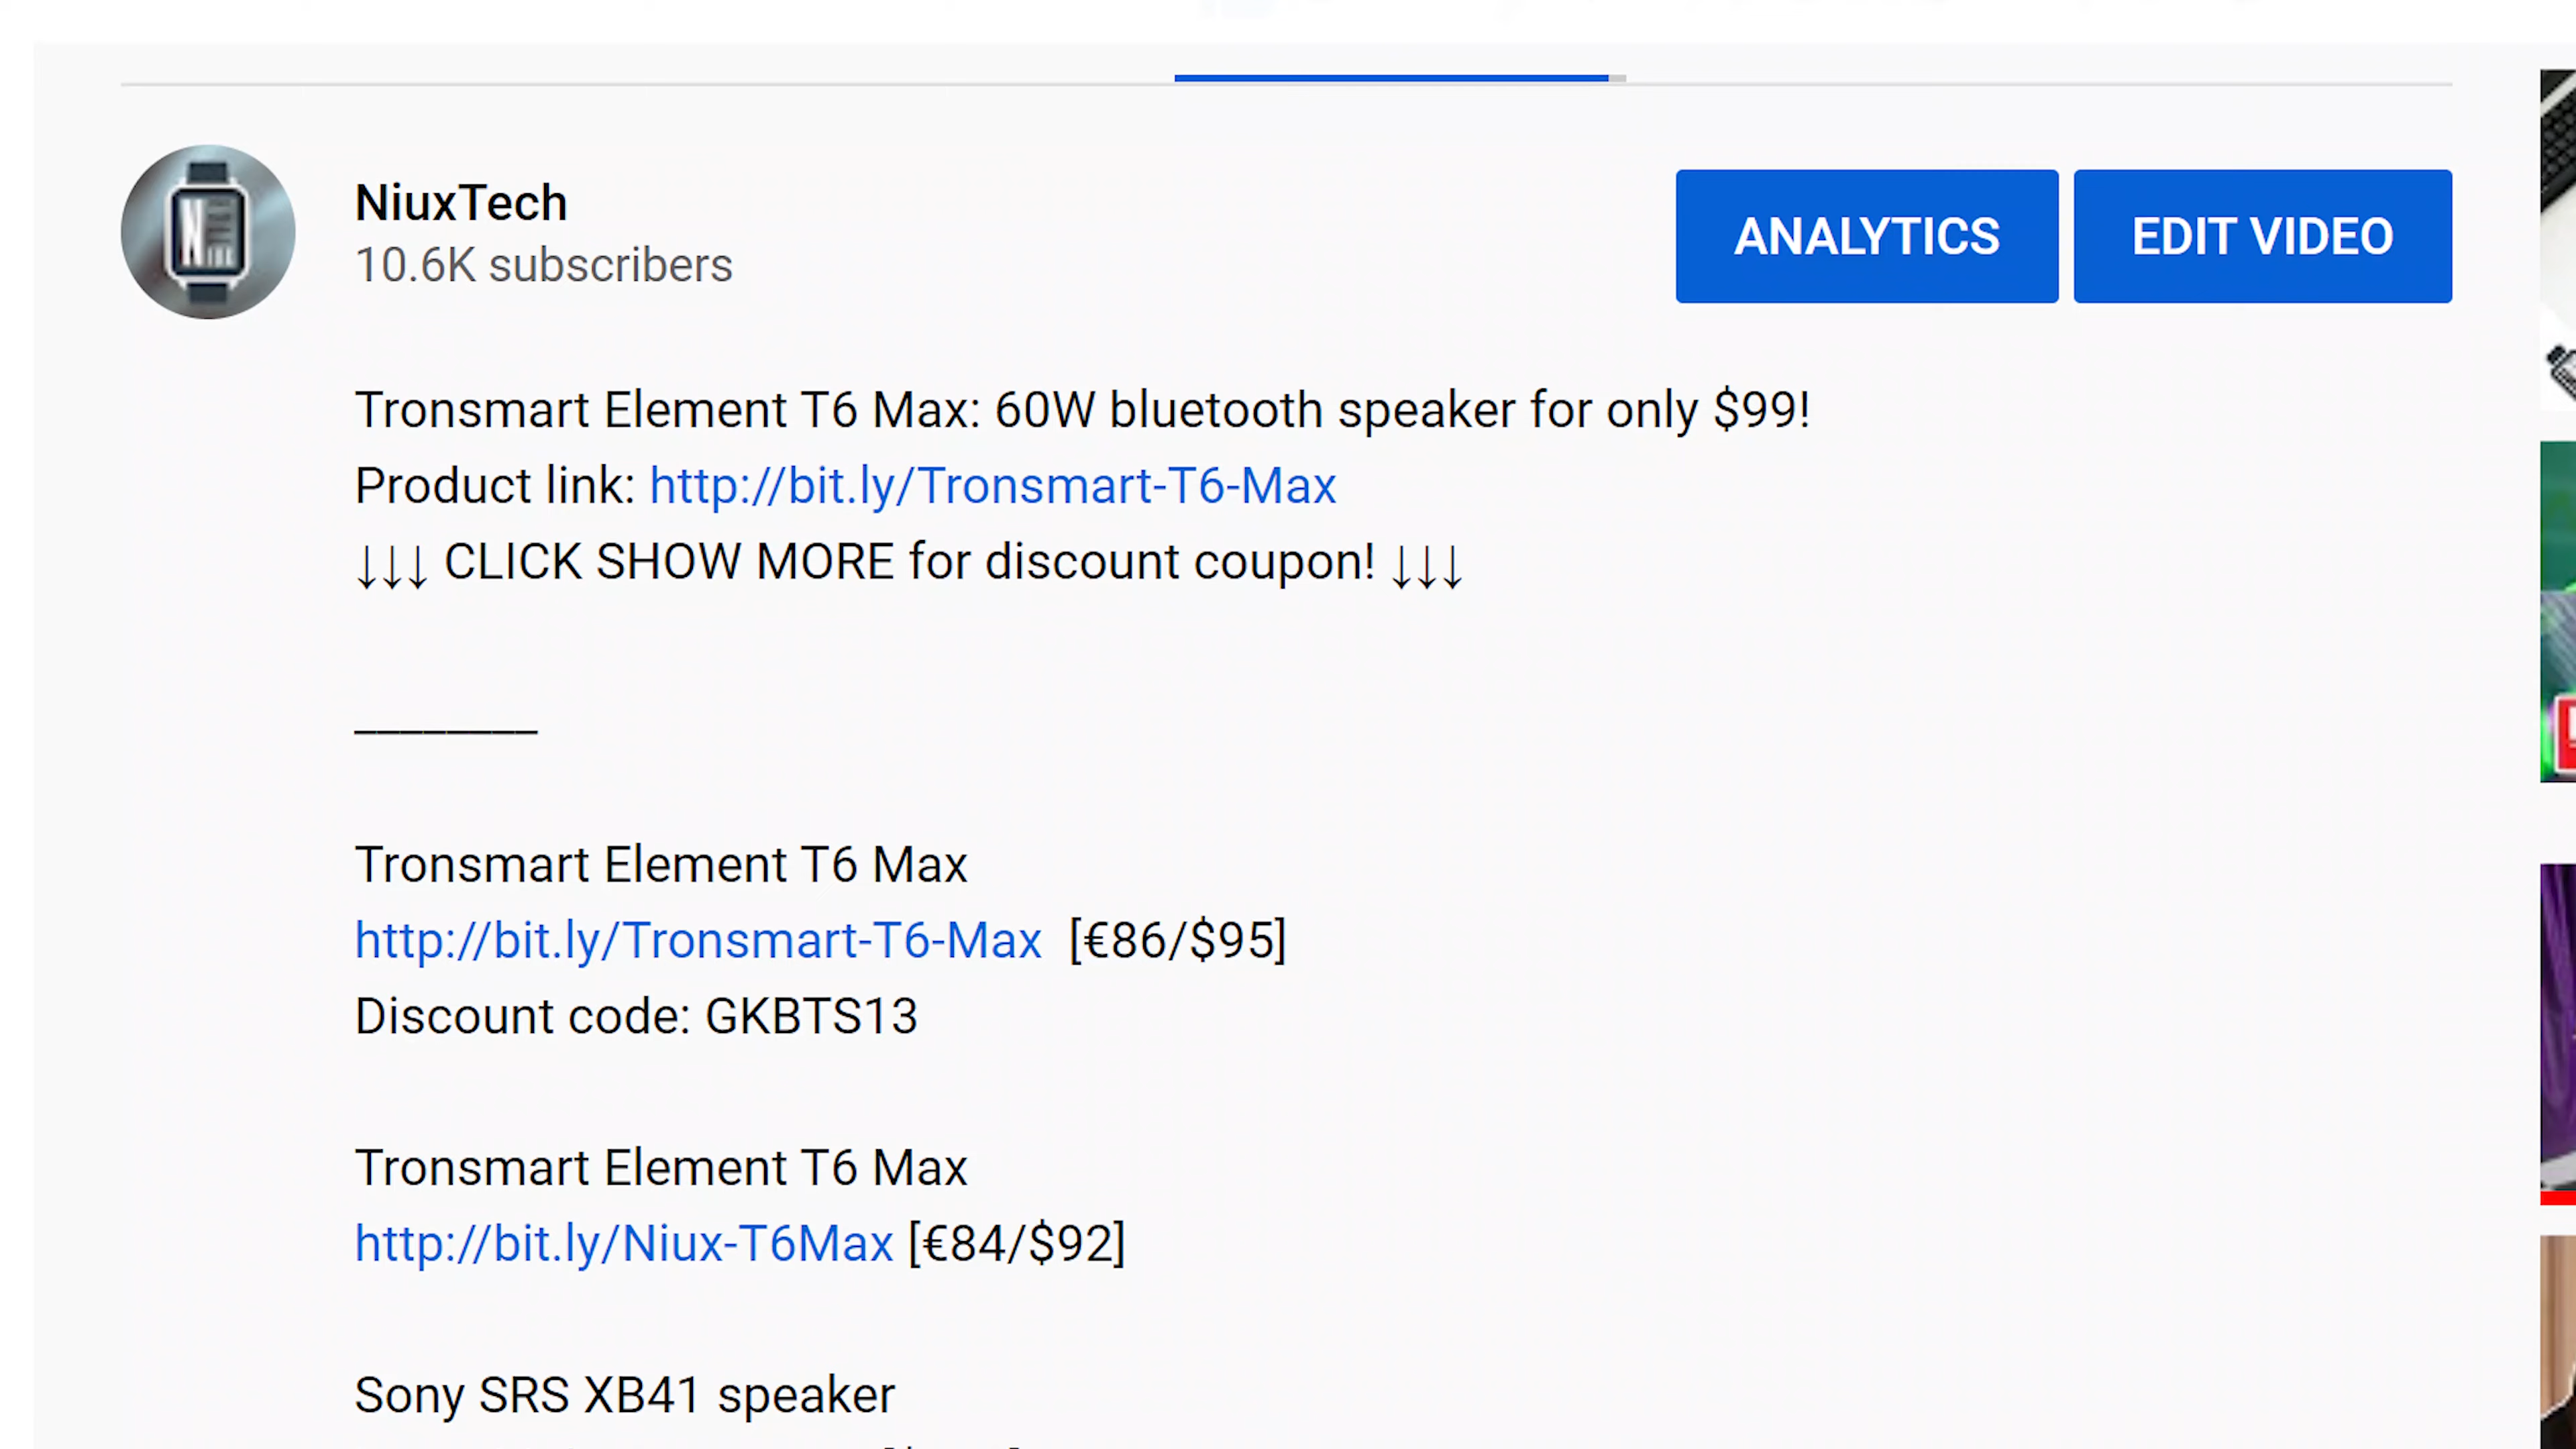 NiuxTech
10.6K subscribers
ANALYTICS
EDIT VIDEO
Tronsmart Element T6 Max: 60W bluetooth speaker for only $99!
Product link: http://bit.ly/Tronsmart-T6-Max
↓↓↓ CLICK SHOW MORE for discount coupon! ↓↓↓
________
Tronsmart Element T6 Max
http://bit.ly/Tronsmart-T6-Max [€86/$95]
Discount code: GKBTS13
Tronsmart Element T6 Max
http://bit.ly/Niux-T6Max [€84/$92]
Sony SRS XB41 speaker